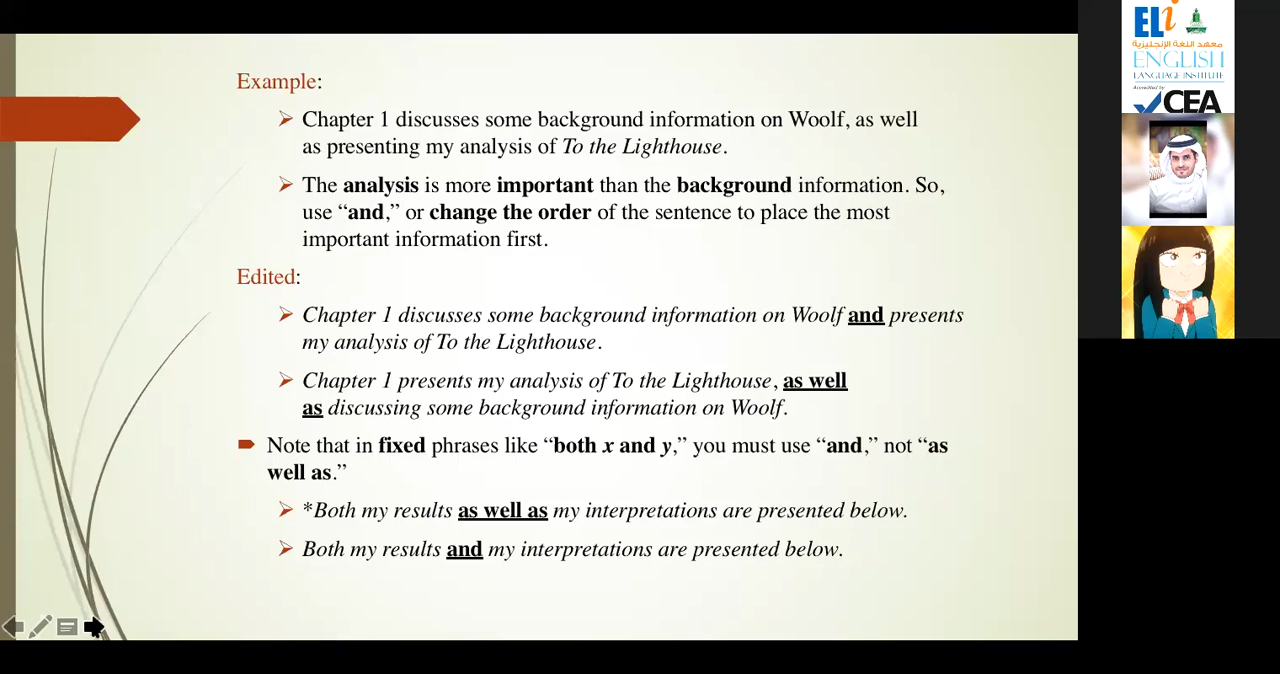 Example:
Chapter 1 discusses some background information on Woolf, as well
as presenting my analysis of To the Lighthouse.
The analysis is more important than the background information. So,
use “and,” or change the order of the sentence to place the most
important information first.
Edited:
Chapter 1 discusses some background information on Woolf and presents
my analysis of To the Lighthouse.
Chapter 1 presents my analysis of To the Lighthouse, as well
as discussing some background information on Woolf.
Note that in fixed phrases like “both x and y,” you must use “and,” not “as
well as.”
*Both my results as well as my interpretations are presented below.
Both my results and my interpretations are presented below.
ELi
معهد اللغة الإنجليزية
ENGLISH
LANGUAGE INSTITUTE
Accredited by
CEA